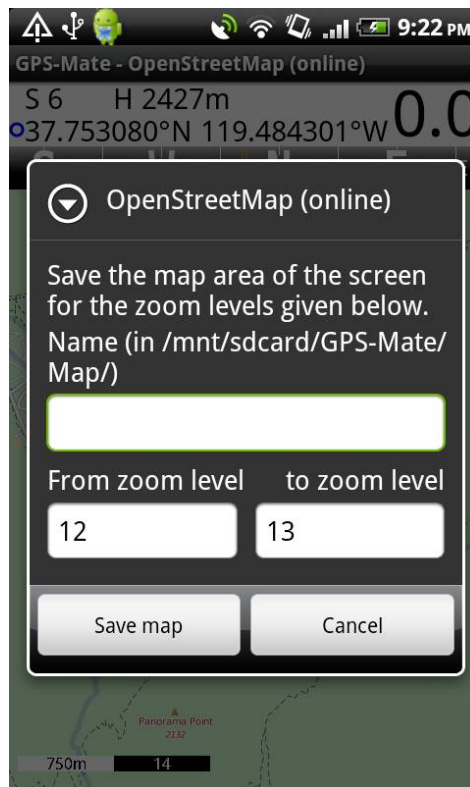 9:22 PM
GPS-Mate - OpenStreetMap (online)
S 6 H 2427m
37.753080°N 119.484301°W 0.0
OpenStreetMap (online)
Save the map area of the screen
for the zoom levels given below.
Name (in /mnt/sdcard/GPS-Mate/
Map/)
From zoom level to zoom level
12 13
Save map Cancel
Panorama Point
2132
750m 14